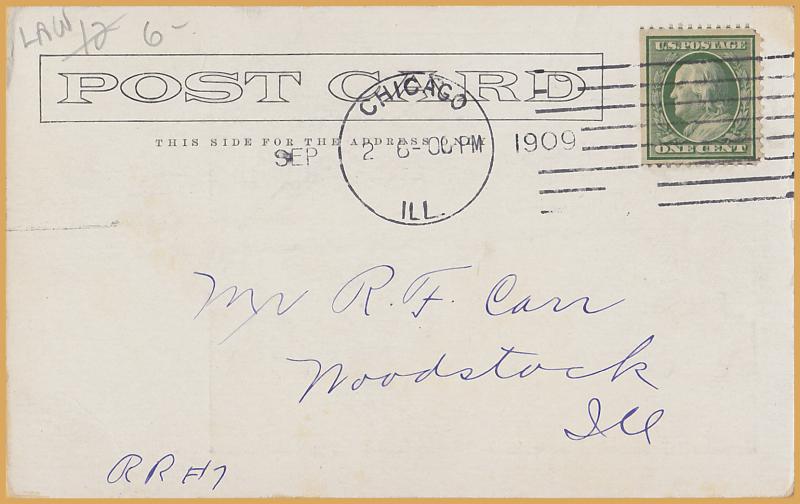 LAW 12 6-
POST CARD
THIS SIDE FOR THE ADDRESS ONLY
U.S. POSTAGE
ONE CENT
CHICAGO
SEP 2 6-00 PM 1909
ILL.
Mr R. F. Carr
Woodstock
Ill
RR #7